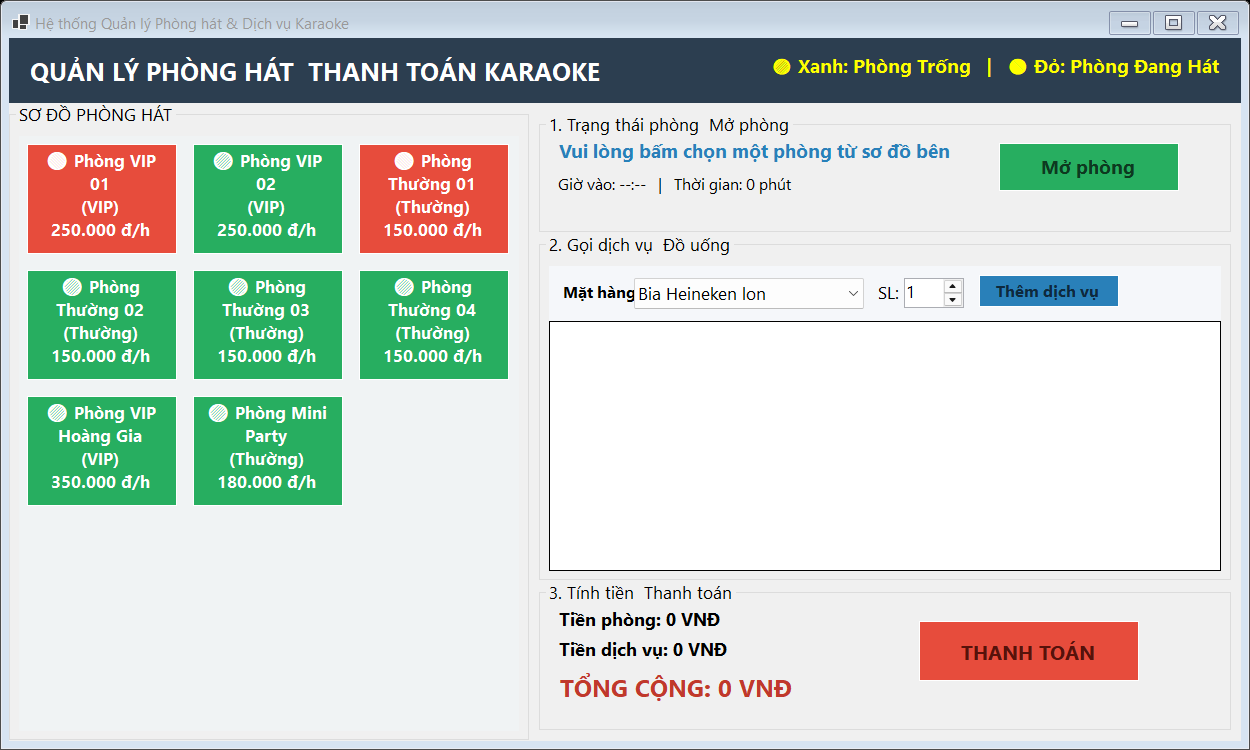 Hệ thống Quản lý Phòng hát & Dịch vụ Karaoke
QUẢN LÝ PHÒNG HÁT  THANH TOÁN KARAOKE
Xanh: Phòng Trống | Đỏ: Phòng Đang Hát
SƠ ĐỒ PHÒNG HÁT
Phòng VIP
01
(VIP)
250.000 đ/h
Phòng VIP
02
(VIP)
250.000 đ/h
Phòng
Thường 01
(Thường)
150.000 đ/h
Phòng
Thường 02
(Thường)
150.000 đ/h
Phòng
Thường 03
(Thường)
150.000 đ/h
Phòng
Thường 04
(Thường)
150.000 đ/h
Phòng VIP
Hoàng Gia
(VIP)
350.000 đ/h
Phòng Mini
Party
(Thường)
180.000 đ/h
1. Trạng thái phòng  Mở phòng
Vui lòng bấm chọn một phòng từ sơ đồ bên
Giờ vào: --:-- | Thời gian: 0 phút
Mở phòng
2. Gọi dịch vụ  Đồ uống
Mặt hàng Bia Heineken lon SL: 1 Thêm dịch vụ
3. Tính tiền  Thanh toán
Tiền phòng: 0 VNĐ
Tiền dịch vụ: 0 VNĐ
TỔNG CỘNG: 0 VNĐ
THANH TOÁN